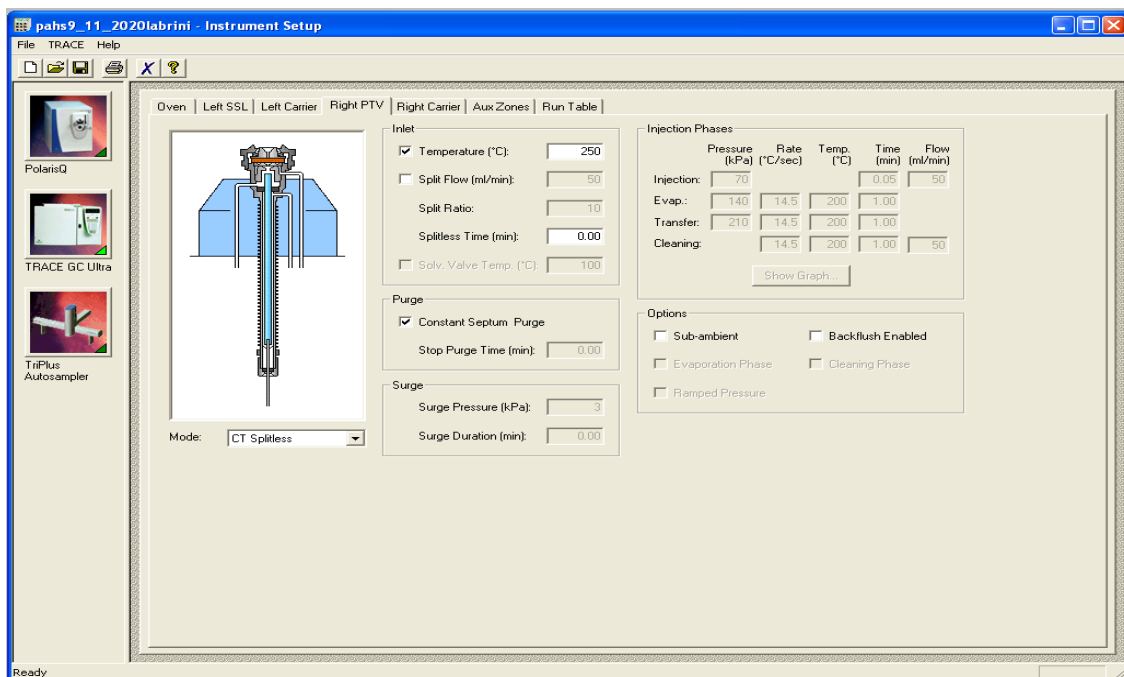 pahs9_11_2020labrini - Instrument Setup
File TRACE Help
PolarisQ
TRACE GC Ultra
TriPlus
Autosampler
Oven Left SSL Left Carrier Right PTV Right Carrier Aux Zones Run Table
Mode: CT Splitless
Inlet
Temperature (°C): 250
Split Flow (ml/min): 50
Split Ratio: 10
Splitless Time (min): 0.00
Solv. Valve Temp. (°C): 100
Purge
Constant Septum Purge
Stop Purge Time (min): 0.00
Surge
Surge Pressure (kPa): 3
Surge Duration (min): 0.00
Injection Phases
Pressure Rate Temp. Time Flow
(kPa) (°C/sec) (°C) (min) (ml/min)
Injection: 70 0.05 50
Evap.: 140 14.5 200 1.00
Transfer: 210 14.5 200 1.00
Cleaning: 14.5 200 1.00 50
Show Graph...
Options
Sub-ambient Backflush Enabled
Evaporation Phase Cleaning Phase
Ramped Pressure
Ready